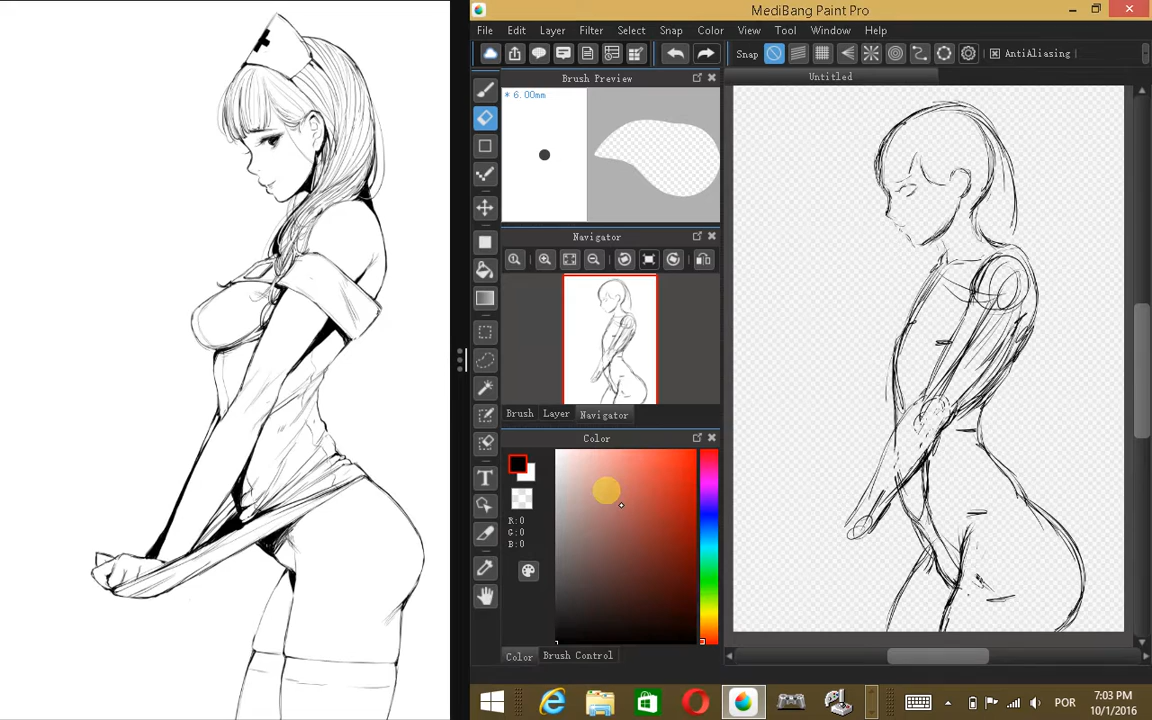 MediBang Paint Pro
File Edit Layer Filter Select Snap Color View Tool Window Help
Snap AntiAliasing
Brush Preview
Untitled
* 6.00mm
Navigator
Brush Layer Navigator
Color
R:0
G:0
B:0
Color Brush Control
POR
7:03 PM
10/1/2016